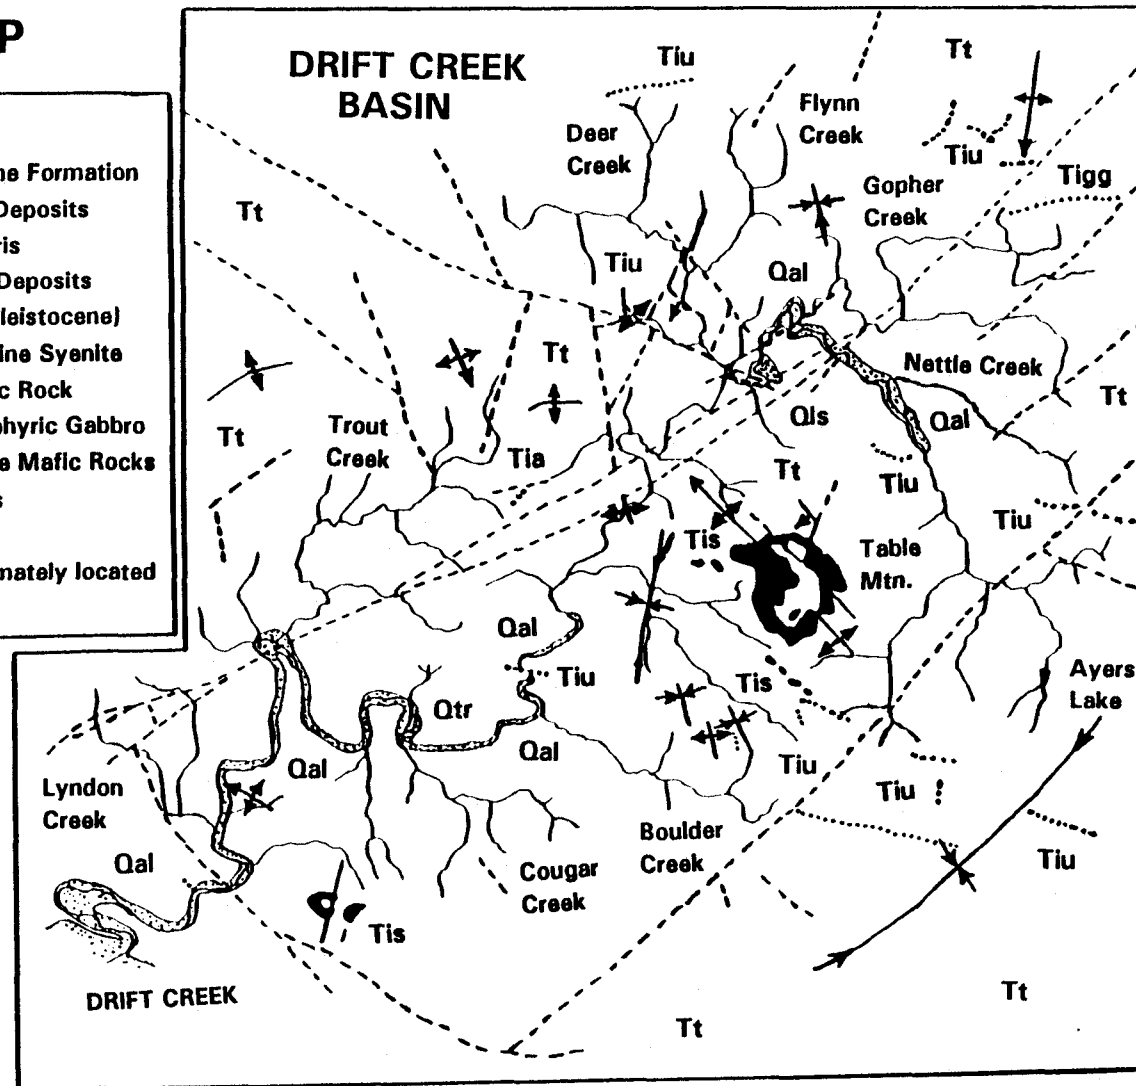 P
DRIFT CREEK
BASIN
ne Formation
Deposits
ris
Deposits
leistocene)
ine Syenite
c Rock
phyric Gabbro
e Mafic Rocks
s
mately located
Tiu
Tt
Flynn
Creek
Deer
Creek
Tiu
Tigg
Gopher
Creek
Tt
Tiu
Qal
Tt
Nettle Creek
Tt
Qls
Qal
Tt
Trout
Creek
Tia
Tt
Tiu
Tiu
Tis
Table
Mtn.
Qal
Tiu
Tis
Ayers
Lake
Qtr
Qal
Qal
Tiu
Tiu
Lyndon
Creek
Boulder
Creek
Qal
Cougar
Creek
Tiu
Tis
DRIFT CREEK
Tt
Tt